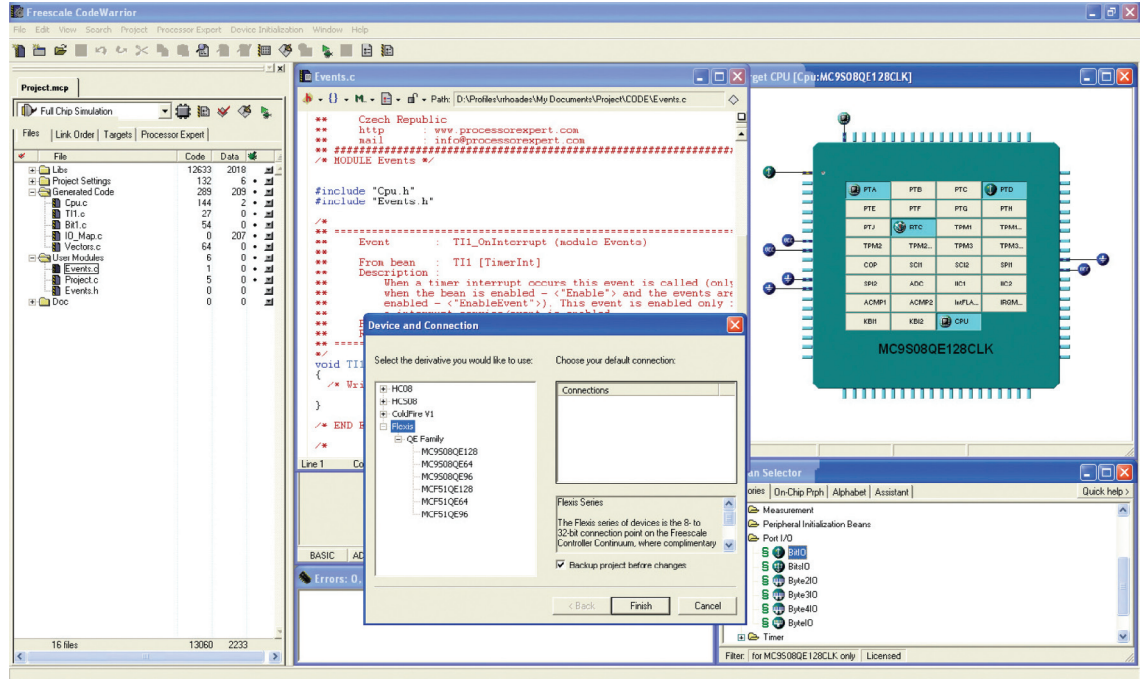 Freescale CodeWarrior
File Edit View Search Project Processor Expert Device Initialization Window Help
Project.mcp
Full Chip Simulation
Files Link Order Targets Processor Expert
File Code Data
Libs 12633 2018
Project Settings 132 6
Generated Code 289 209
Cpu.c 144 2
TI1.c 27 0
Bit1.c 54 0
IO_Map.c 0 207
Vectors.c 64 0
User Modules 6 0
Events.c 1 0
Project.c 5 0
Events.h 0 0
Doc 0 0
16 files 13060 2233
Events.c
Path: D:\Profiles\rrhoades\My Documents\Project\CODE\Events.c
** Czech Republic
** http : www.processorexpert.com
** mail : info@processorexpert.com
/* MODULE Events */
#include "Cpu.h"
#include "Events.h"
/*
** Event : TI1_OnInterrupt (module Events)
**
** From bean : TI1 [TimerInt]
** Description :
** When a timer interrupt occurs this event is called (only
** when the bean is enabled - <"Enable"> and the events are
** enabled - <"EnableEvent">). This event is enabled only
*/
void TI1
{
/* Wri
}
/* END E
/*
Line 1 Co
BASIC AD
Errors: 0,
Device and Connection
Select the derivative you would like to use:
HC08
HCS08
ColdFire V1
Flexis
QE Family
MC9S08QE128
MC9S08QE64
MC9S08QE96
MCF51QE128
MCF51QE64
MCF51QE96
Choose your default connection:
Connections
Flexis Series
The Flexis series of devices is the 8- to
32-bit connection point on the Freescale
Controller Continuum, where complimentary
Backup project before changes
< Back Finish Cancel
rget CPU [Cpu:MC9S08QE128CLK]
PTA PTB PTC PTD
PTE PTF PTG PTH
PTJ RTC TPM1 TPM1...
TPM2 TPM2... TPM3 TPM3...
COP SCI1 SCI2 SPI1
SPI2 ADC IIC1 IIC2
ACMP1 ACMP2 IntFLA... IROM...
KBI1 KBI2 CPU
MC9S08QE128CLK
an Selector
ories On-Chip Prph Alphabet Assistant Quick help >
Measurement
Peripheral Initialization Beans
Port I/O
BitIO
BitsIO
Byte2IO
Byte3IO
Byte4IO
ByteIO
Timer
Filter: for MC9S08QE128CLK only Licensed